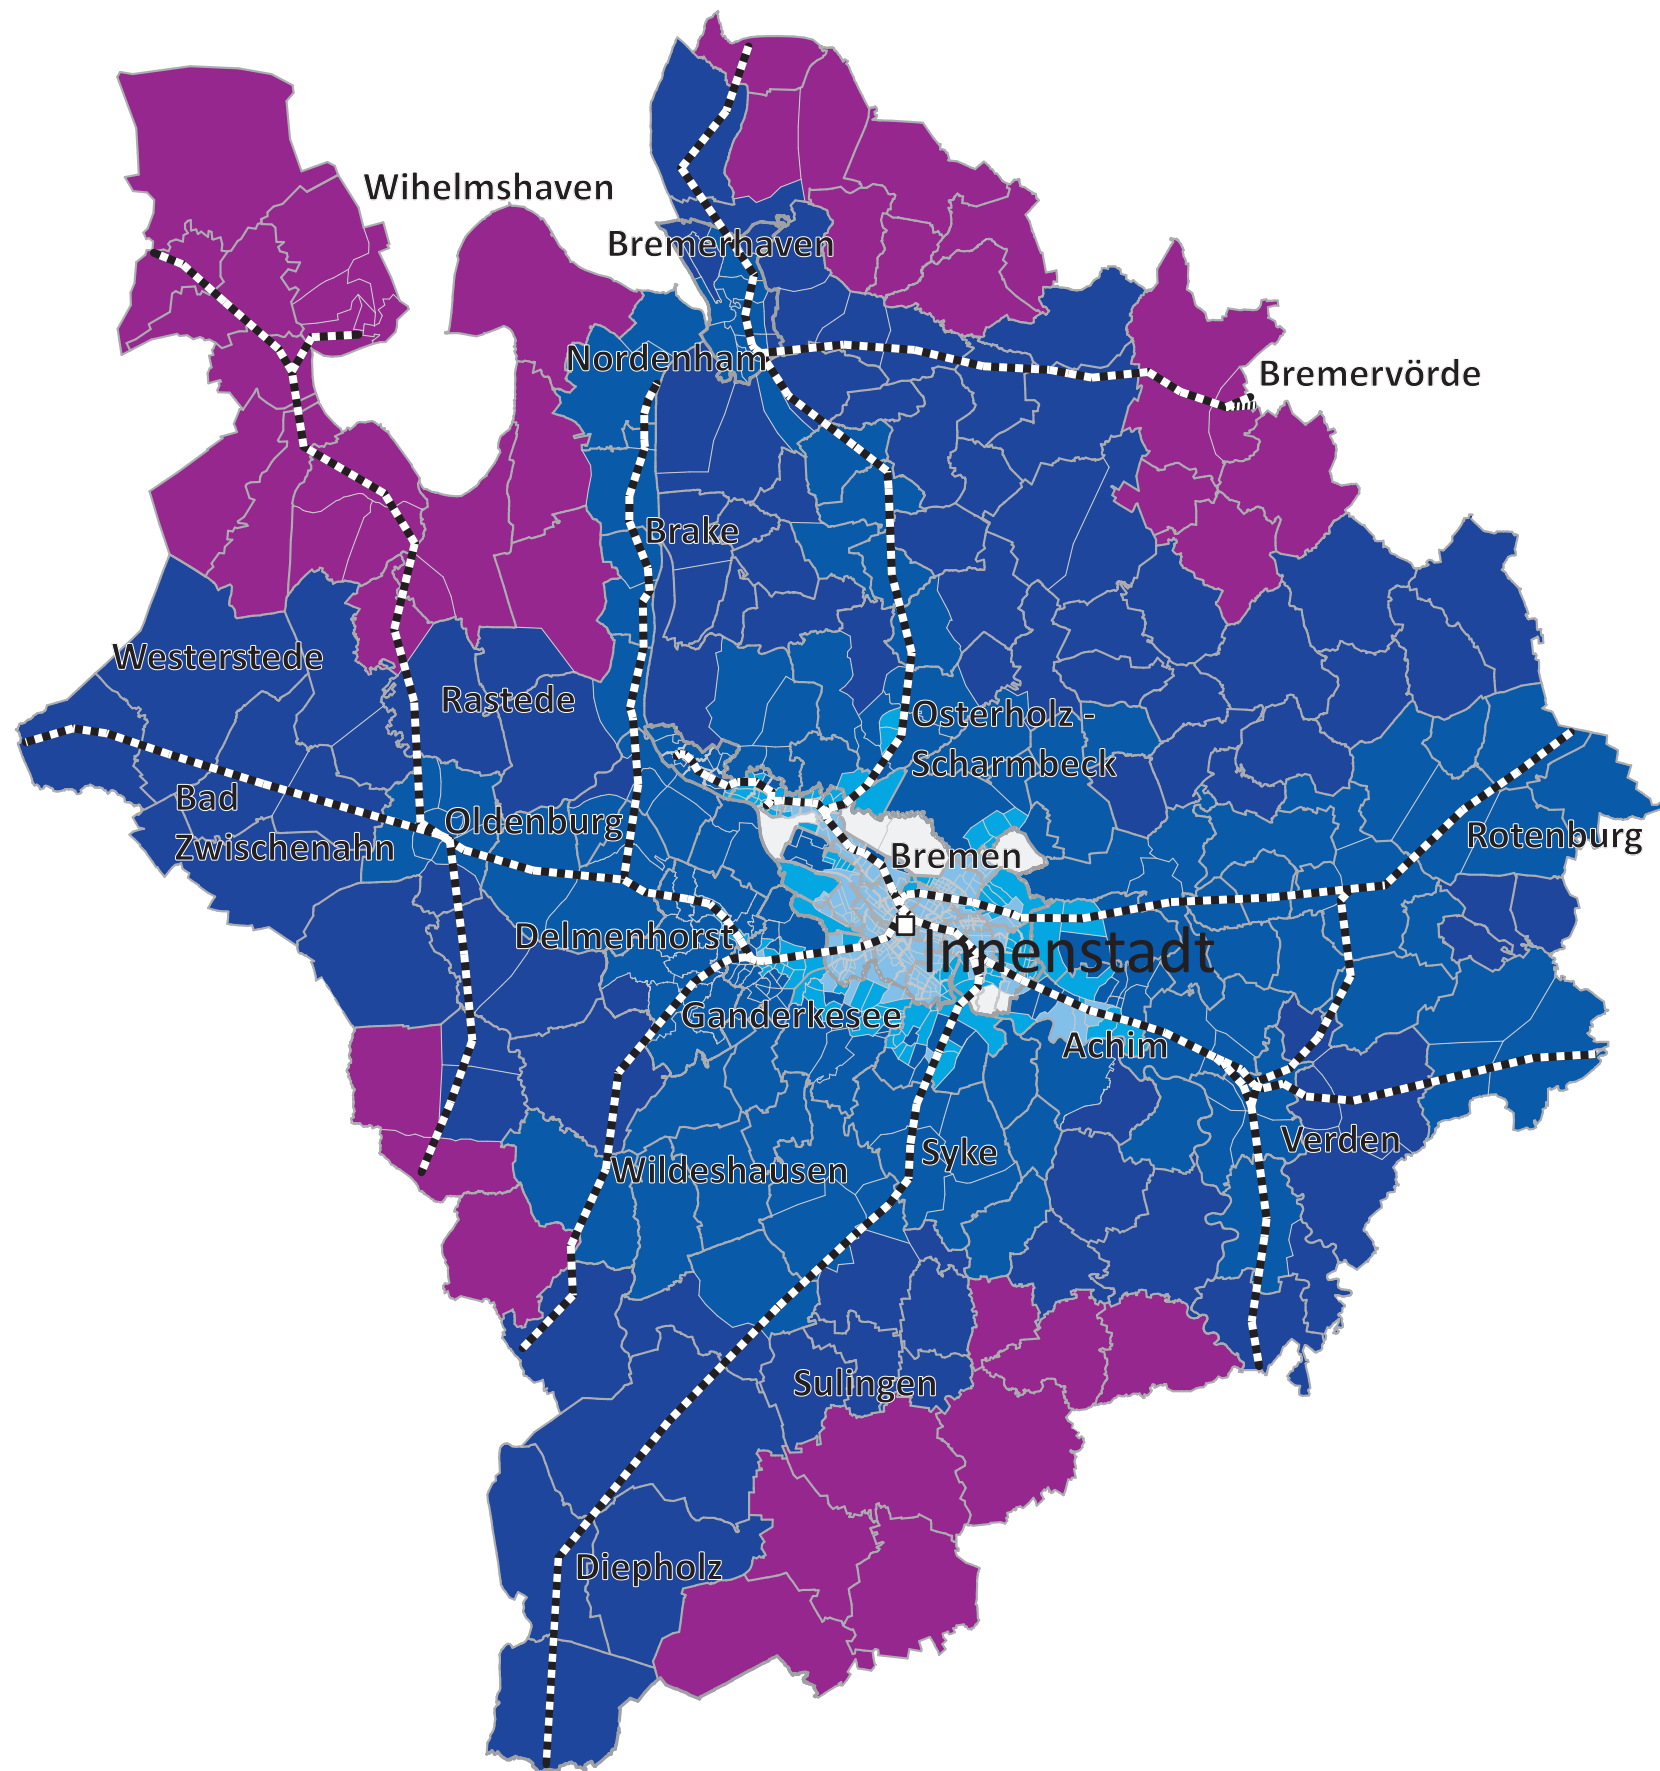 Wihelmshaven
Bremerhaven
Nordenham
Bremervörde
Brake
Westerstede
Rastede
Osterholz -
Scharmbeck
Bad
Zwischenahn
Oldenburg
Rotenburg
Bremen
Delmenhorst
Innenstadt
Ganderkesee
Achim
Verden
Syke
Wildeshausen
Sulingen
Diepholz